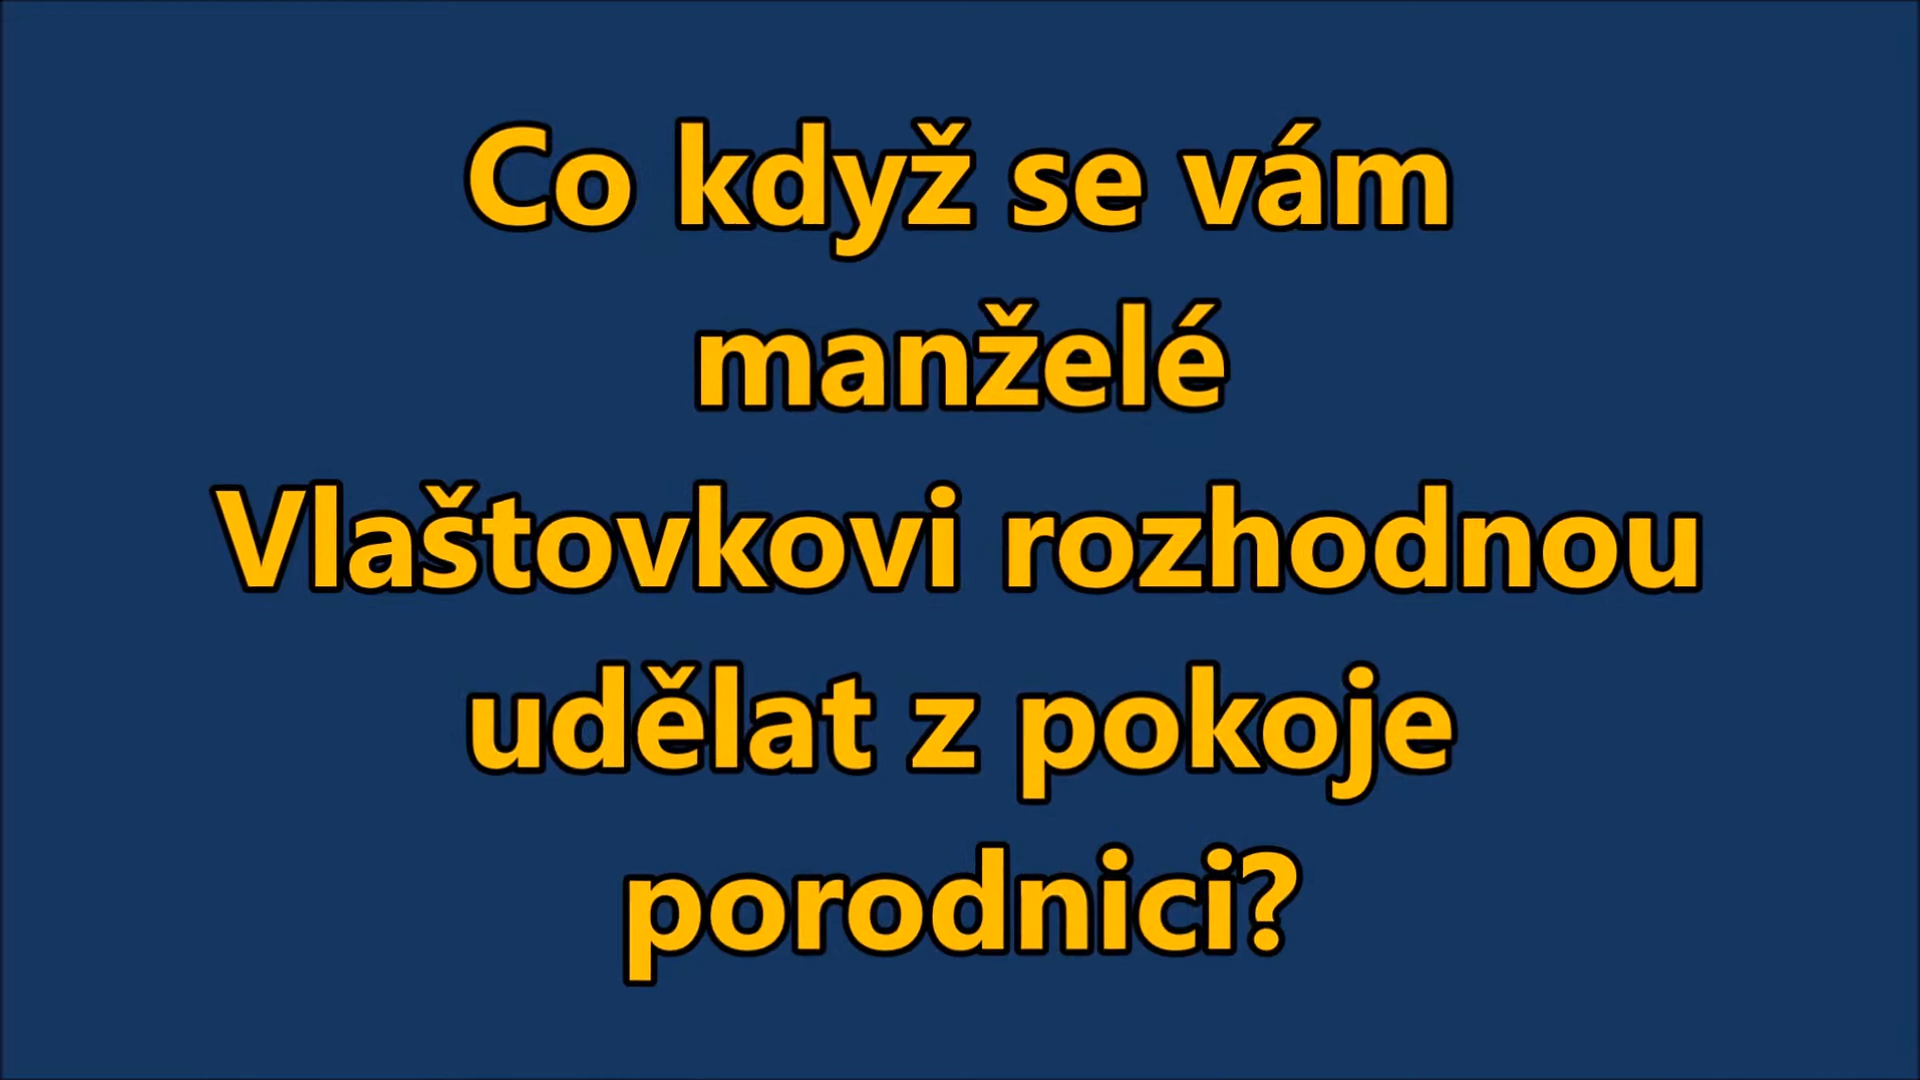 Co když se vám
manželé
Vlaštovkovi rozhodnou
udělat z pokoje
porodnici?